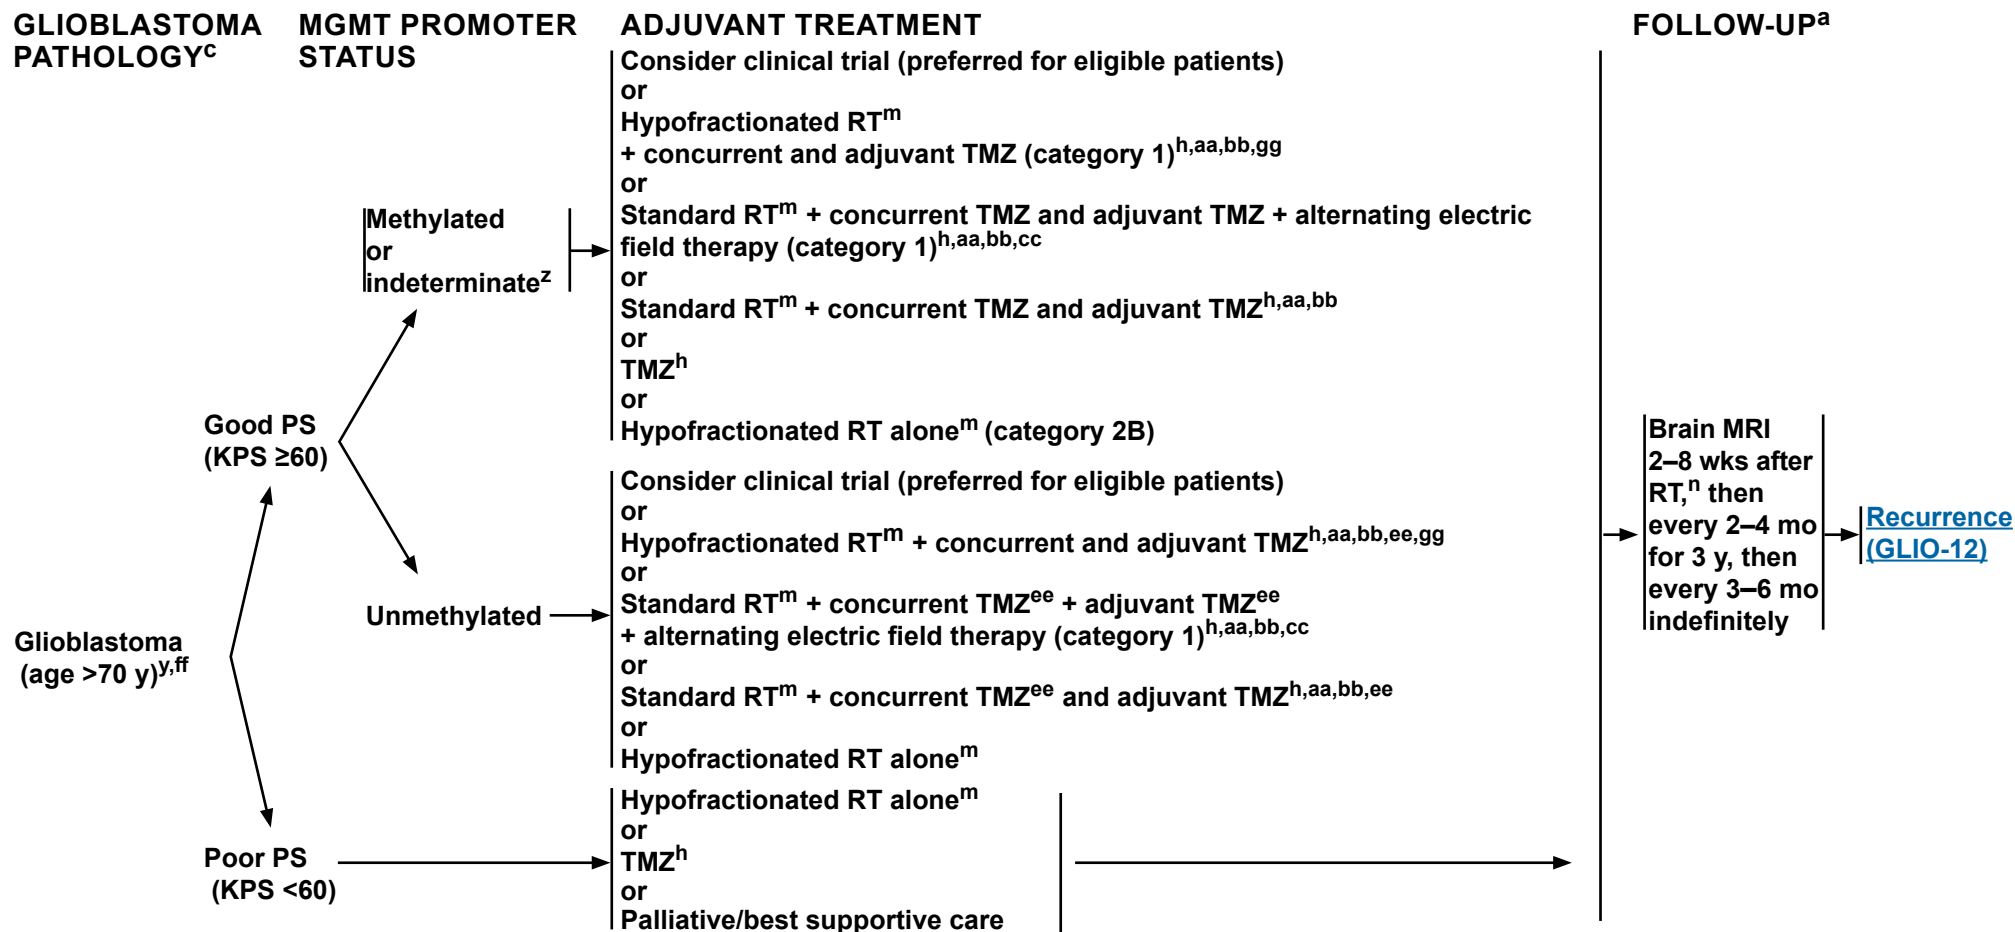 GLIOBLASTOMA
PATHOLOGYc
MGMT PROMOTER
STATUS
ADJUVANT TREATMENT
FOLLOW-UPa
Glioblastoma
(age >70 y)y,ff
Good PS
(KPS ≥60)
Methylated
or
indeterminatez
Consider clinical trial (preferred for eligible patients)
or
Hypofractionated RTm
+ concurrent and adjuvant TMZ (category 1)h,aa,bb,gg
or
Standard RTm + concurrent TMZ and adjuvant TMZ + alternating electric
field therapy (category 1)h,aa,bb,cc
or
Standard RTm + concurrent TMZ and adjuvant TMZh,aa,bb
or
TMZh
or
Hypofractionated RT alonem (category 2B)
Unmethylated
Consider clinical trial (preferred for eligible patients)
or
Hypofractionated RTm + concurrent and adjuvant TMZh,aa,bb,ee,gg
or
Standard RTm + concurrent TMZee + adjuvant TMZee
+ alternating electric field therapy (category 1)h,aa,bb,cc
or
Standard RTm + concurrent TMZee and adjuvant TMZh,aa,bb,ee
or
Hypofractionated RT alonem
Poor PS
(KPS <60)
Hypofractionated RT alonem
or
TMZh
or
Palliative/best supportive care
Brain MRI
2–8 wks after
RT,n then
every 2–4 mo
for 3 y, then
every 3–6 mo
indefinitely
Recurrence
(GLIO-12)